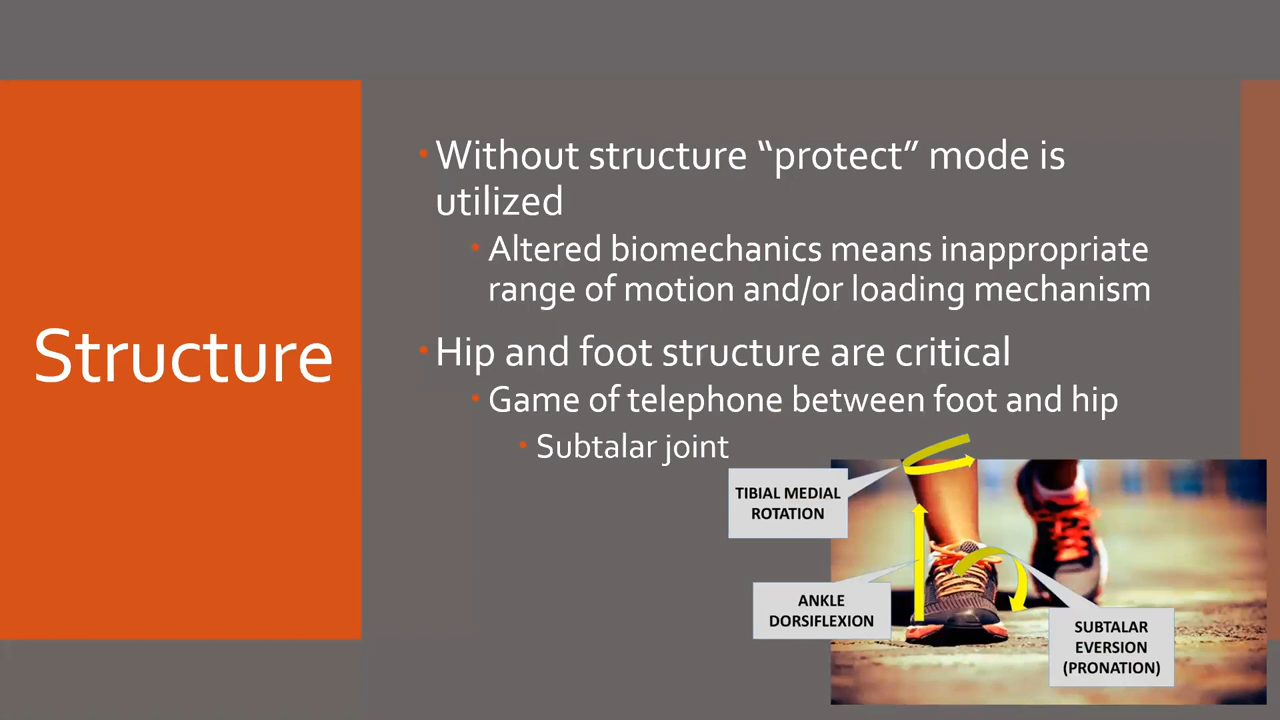 Structure
Without structure “protect” mode is
utilized
Altered biomechanics means inappropriate
range of motion and/or loading mechanism
Hip and foot structure are critical
Game of telephone between foot and hip
Subtalar joint
TIBIAL MEDIAL
ROTATION
ANKLE
DORSIFLEXION
SUBTALAR
EVERSION
(PRONATION)